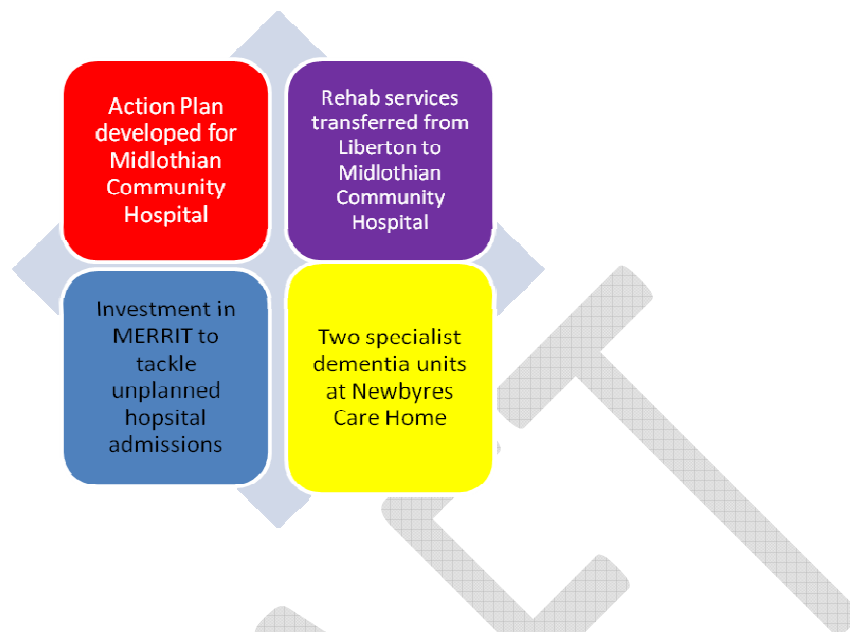 Action Plan
developed for
Midlothian
Community
Hospital
Rehab services
transferred from
Liberton to
Midlothian
Community
Hospital
Investment in
MERRIT to
tackle
unplanned
hopsital
admissions
Two specialist
dementia units
at Newbyres
Care Home